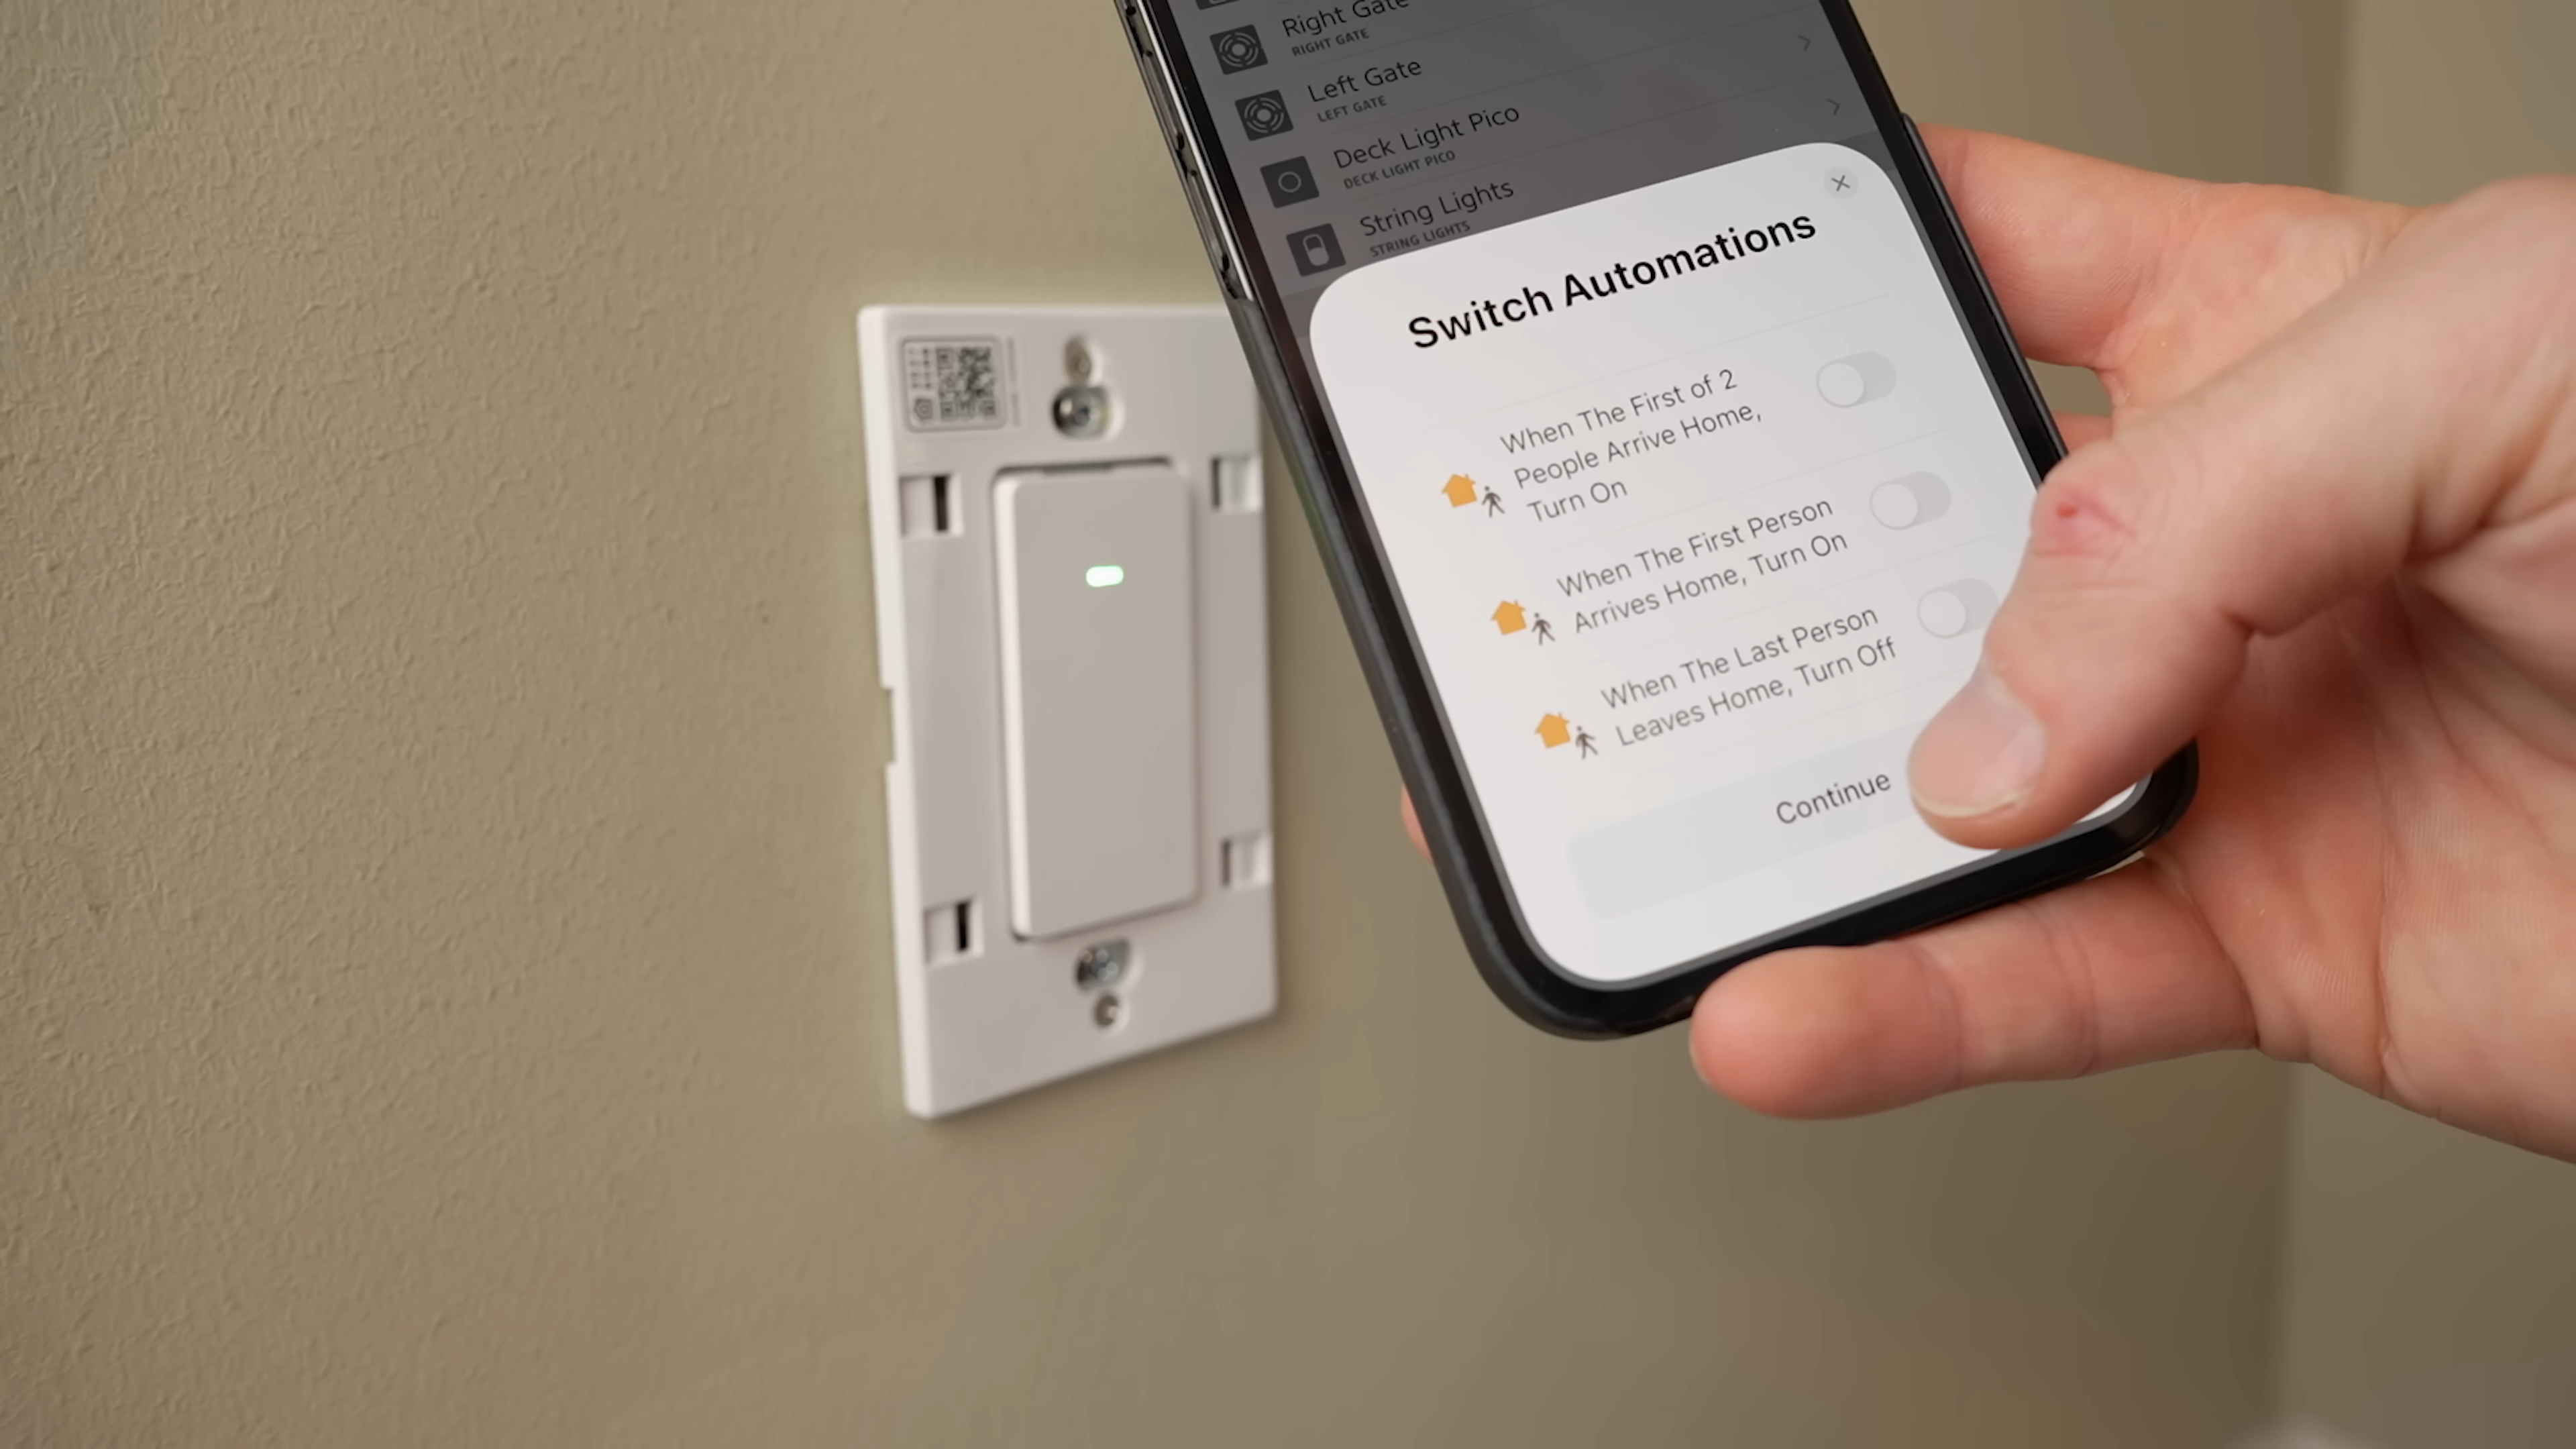 Right Gate
RIGHT GATE
Left Gate
LEFT GATE
Deck Light Pico
DECK LIGHT PICO
String Lights
STRING LIGHTS
Switch Automations
When The First of 2
People Arrive Home,
Turn On
When The First Person
Arrives Home, Turn On
When The Last Person
Leaves Home, Turn Off
Continue